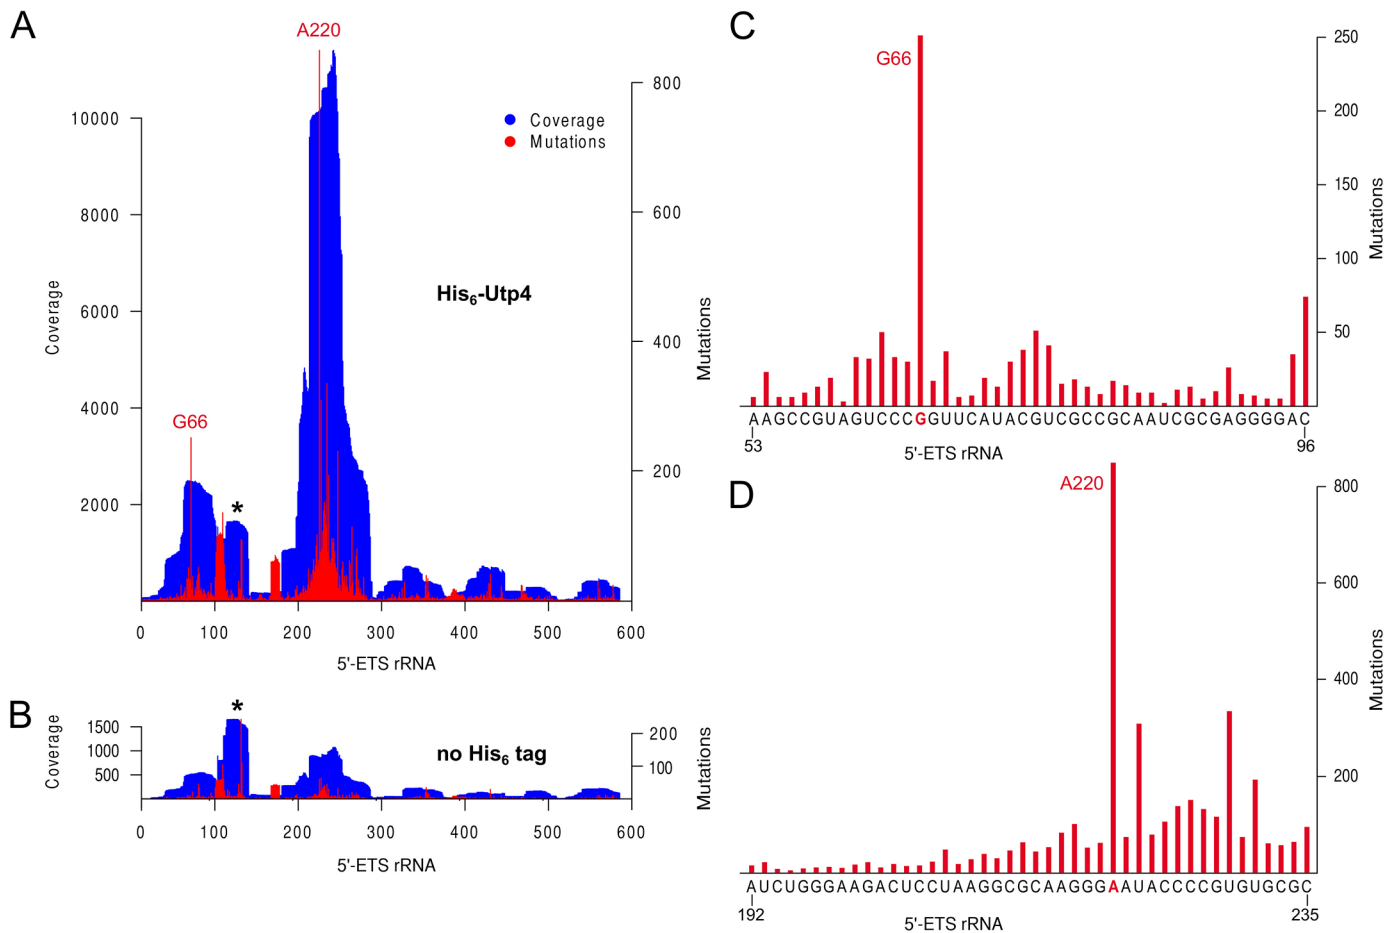 A
A220
10000
8000
6000
4000
2000
Coverage
800
600
400
200
Mutations
Coverage
Mutations
His6-Utp4
G66
*
0 100 200 300 400 500 600
5'-ETS rRNA
B
*
1500
1000
500
Coverage
200
100
Mutations
no His6 tag
0 100 200 300 400 500 600
5'-ETS rRNA
C
G66
250
200
150
100
50
Mutations
AAGCCGUAGUCCCGGUUCAUACGUCGCCGCAAUCGCGAGGGGAC
53 96
5'-ETS rRNA
D
A220
800
600
400
200
Mutations
AUCUGGGAAGACUCCUAAGGCGCAAGGGAAUACCCCGUGUGCGC
192 235
5'-ETS rRNA